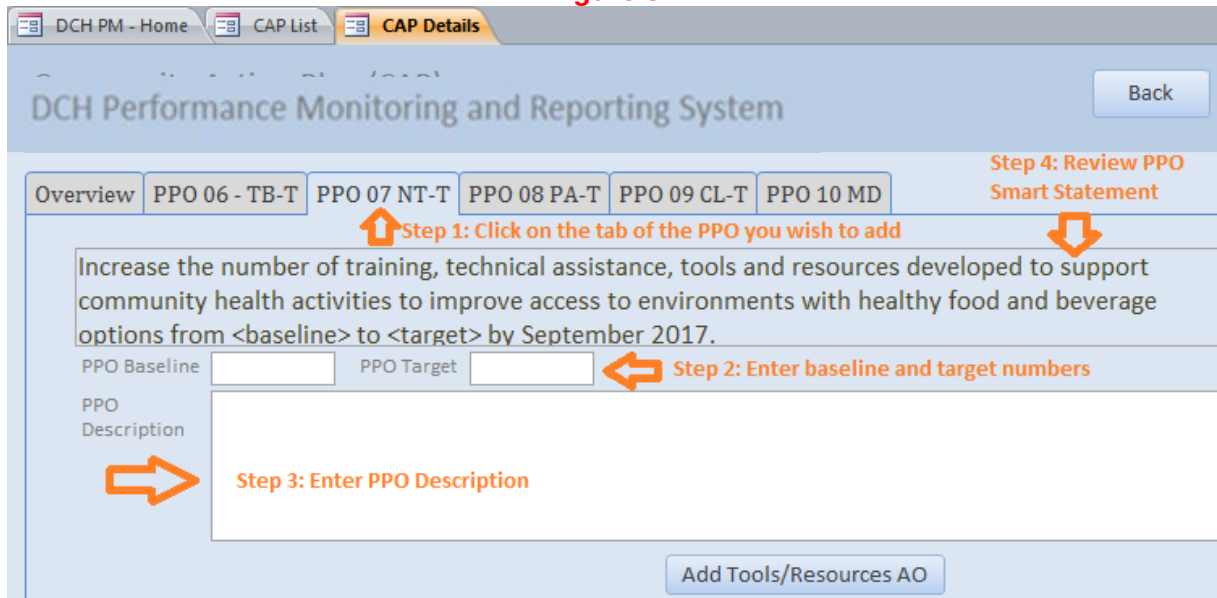 DCH PM - Home CAP List CAP Details
DCH Performance Monitoring and Reporting System
Back
Step 4: Review PPO
Smart Statement
Overview PPO 06 - TB-T PPO 07 NT-T PPO 08 PA-T PPO 09 CL-T PPO 10 MD
Step 1: Click on the tab of the PPO you wish to add
Increase the number of training, technical assistance, tools and resources developed to support
community health activities to improve access to environments with healthy food and beverage
options from <baseline> to <target> by September 2017.
PPO Baseline PPO Target Step 2: Enter baseline and target numbers
PPO
Description
Step 3: Enter PPO Description
Add Tools/Resources AO